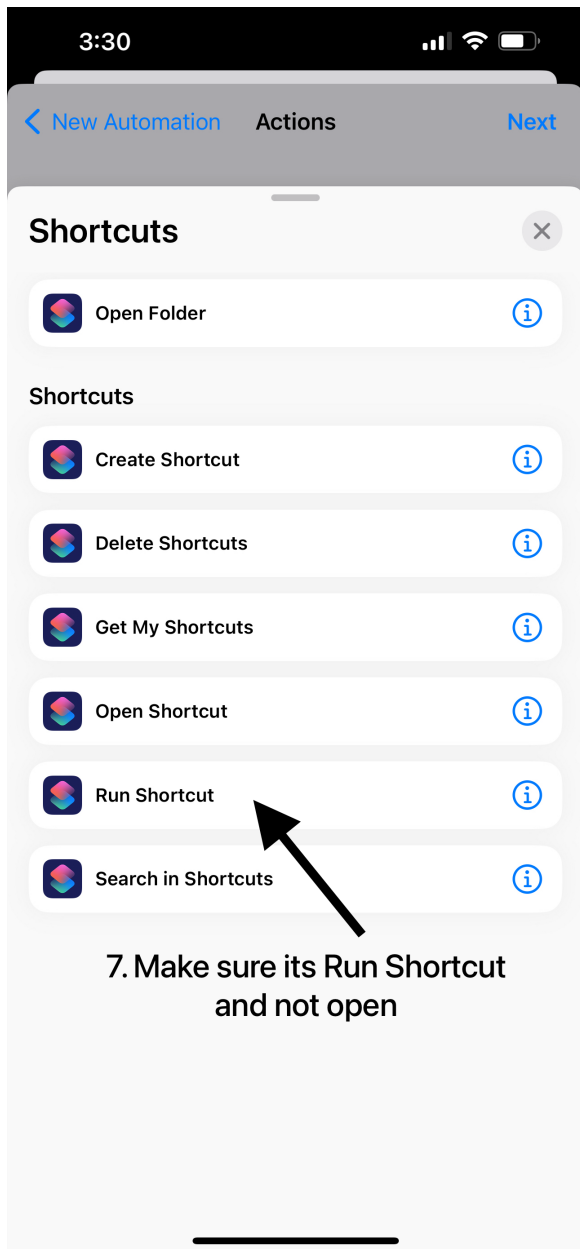 3:30
New Automation Actions Next
Shortcuts
Open Folder
Shortcuts
Create Shortcut
Delete Shortcuts
Get My Shortcuts
Open Shortcut
Run Shortcut
Search in Shortcuts
7. Make sure its Run Shortcut
and not open